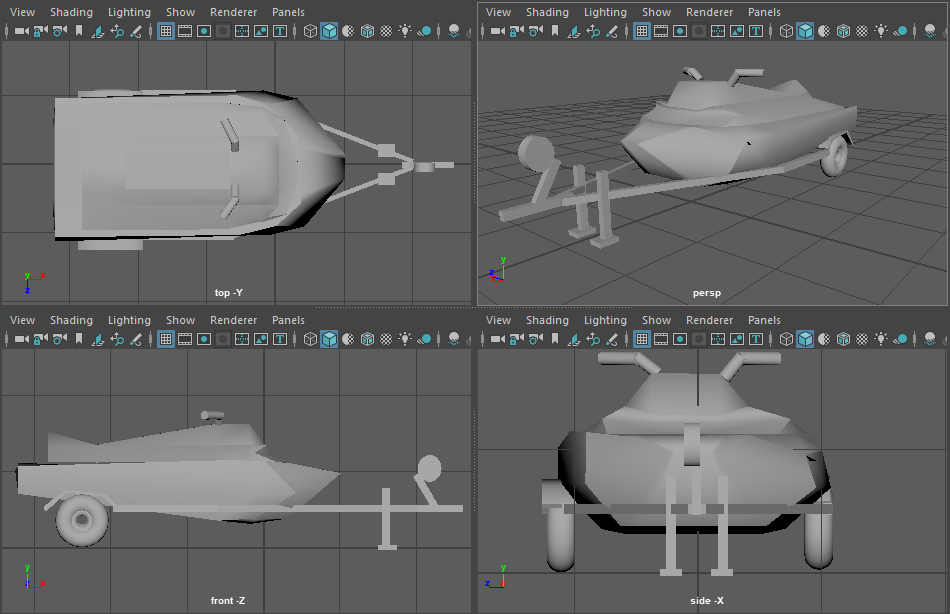 View Shading Lighting Show Renderer Panels
View Shading Lighting Show Renderer Panels
T
T
y x
z
top -Y
y
z
x
persp
View Shading Lighting Show Renderer Panels
View Shading Lighting Show Renderer Panels
T
T
y
z x
front -Z
y
z x
side -X